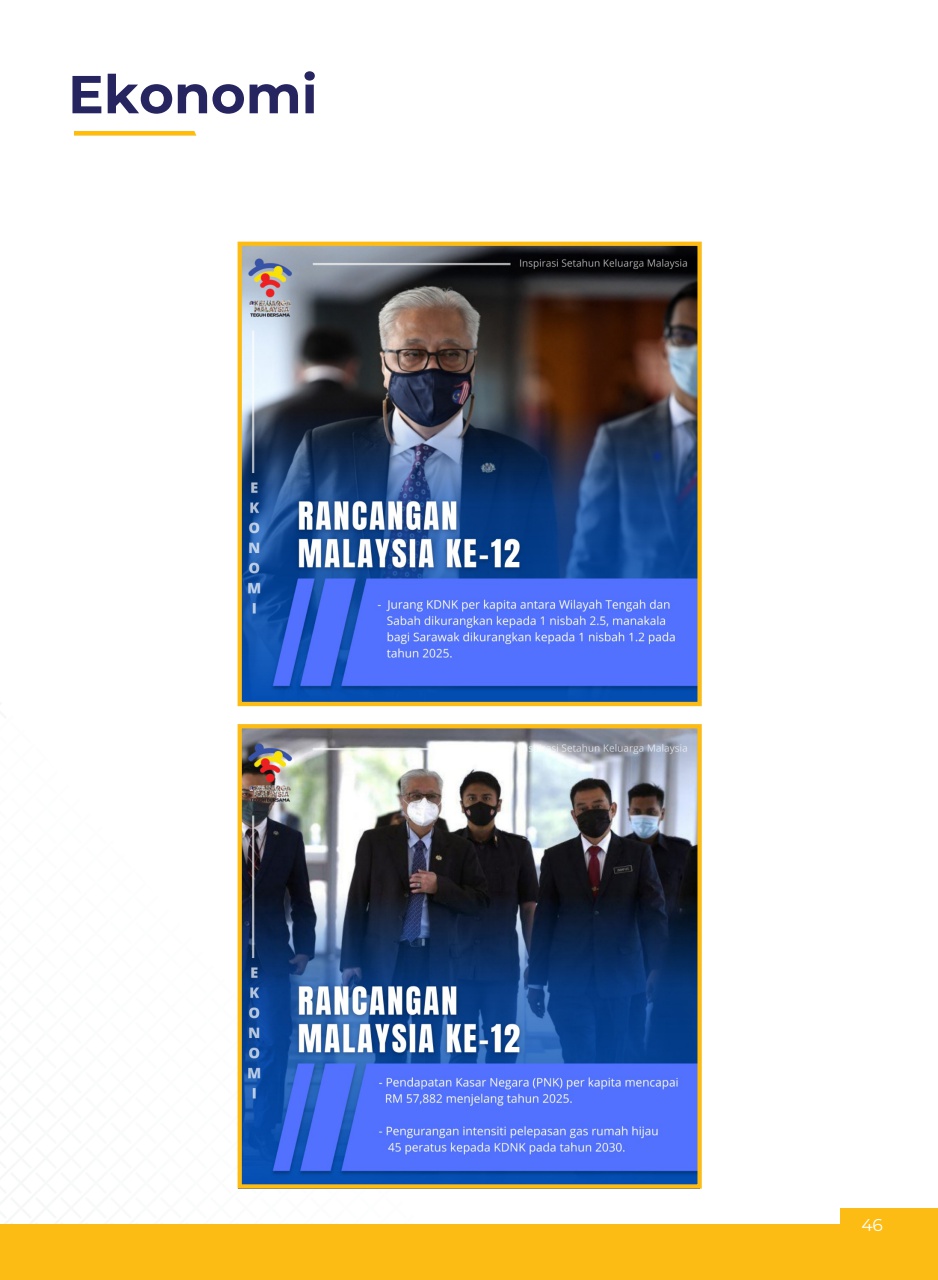 Ekonomi
Inspirasi Setahun Keluarga Malaysia
#KELUARGA
MALAYSIA
TEGUH BERSAMA
E
K
O
N
O
M
I
RANCANGAN
MALAYSIA KE-12
- Jurang KDNK per kapita antara Wilayah Tengah dan
Sabah dikurangkan kepada 1 nisbah 2.5, manakala
bagi Sarawak dikurangkan kepada 1 nisbah 1.2 pada
tahun 2025.
Inspirasi Setahun Keluarga Malaysia
MALAYSIA
BERSAMA
E
K
O
N
O
M
I
RANCANGAN
MALAYSIA KE-12
- Pendapatan Kasar Negara (PNK) per kapita mencapai
RM 57,882 menjelang tahun 2025.
- Pengurangan intensiti pelepasan gas rumah hijau
45 peratus kepada KDNK pada tahun 2030.
46